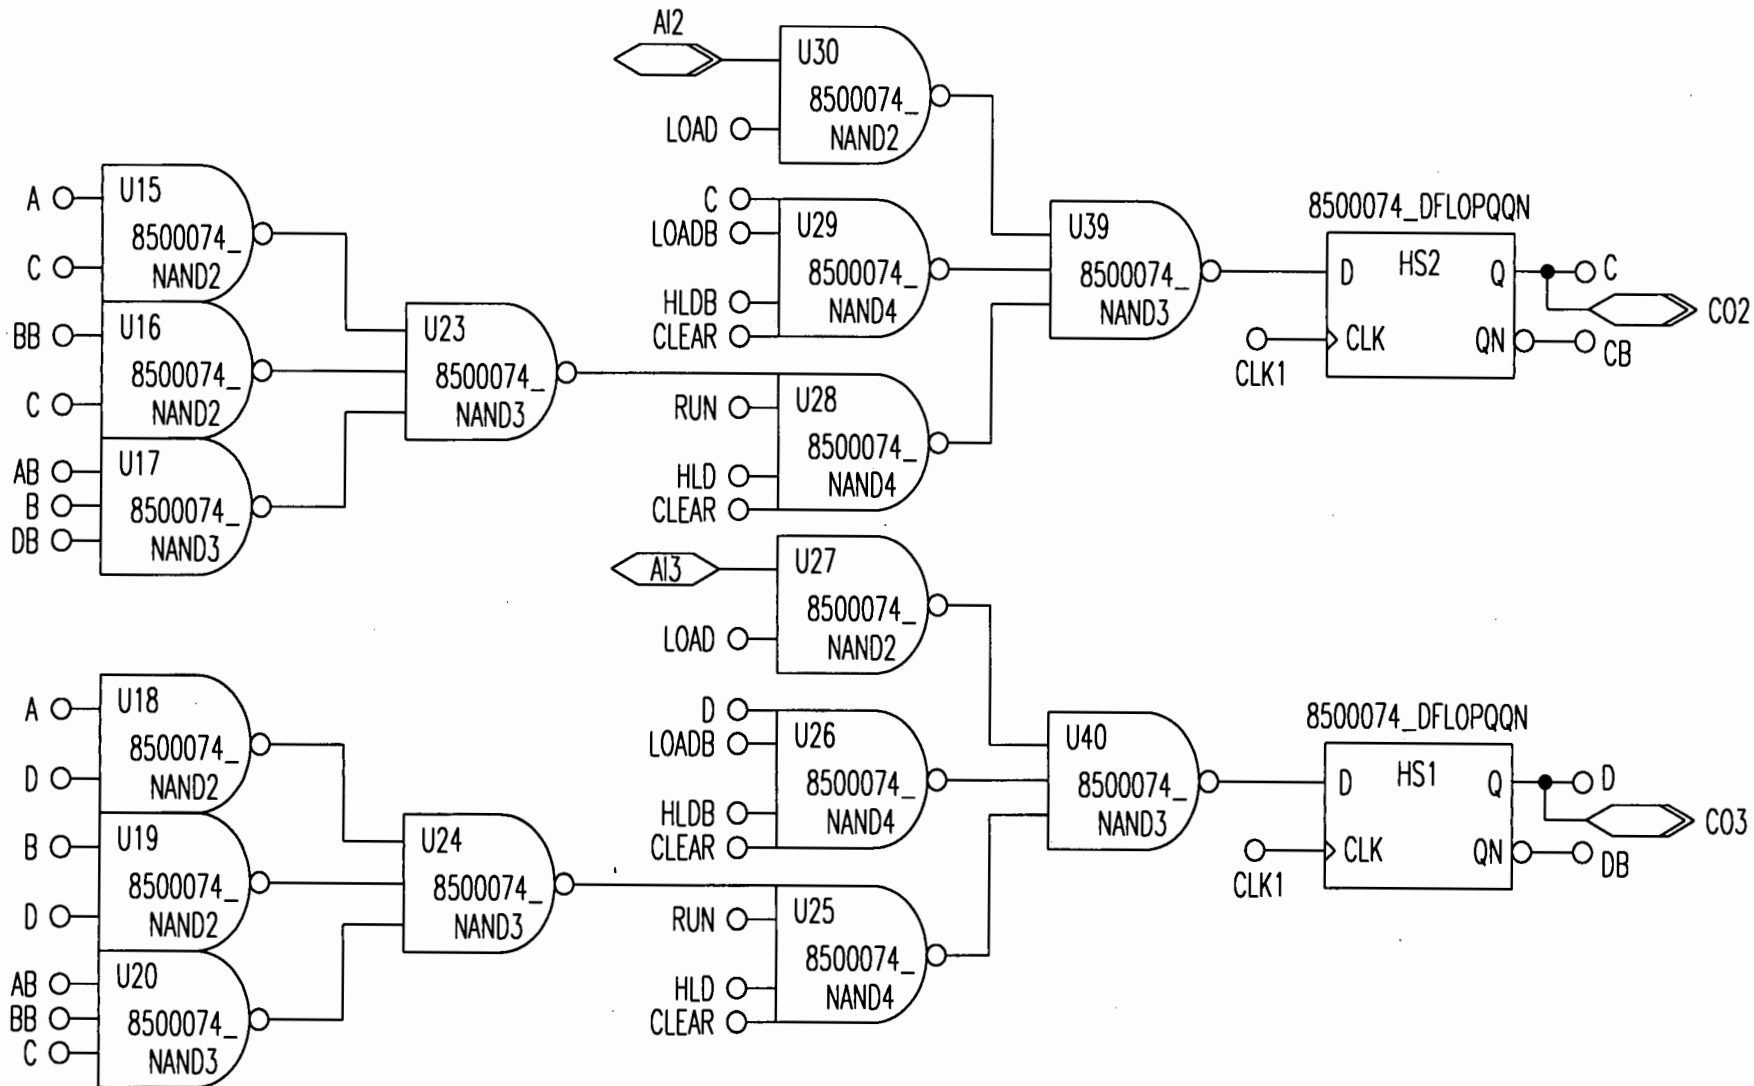 AI2
U30
8500074_
NAND2
LOAD
A
U15
8500074_
NAND2
C
BB
U16
8500074_
NAND2
C
AB
U17
B
8500074_
DB
NAND3
U23
8500074_
NAND3
C
U29
LOADB
8500074_
HLDB
NAND4
CLEAR
RUN
U28
8500074_
HLD
NAND4
CLEAR
U39
8500074_
NAND3
8500074_DFLOPQQN
D
HS2
Q
C
CO2
CLK
QN
CB
CLK1
AI3
U27
8500074_
LOAD
NAND2
A
U18
8500074_
D
NAND2
B
U19
8500074_
D
NAND2
AB
U20
BB
8500074_
C
NAND3
U24
8500074_
NAND3
D
U26
LOADB
8500074_
HLDB
NAND4
CLEAR
RUN
U25
8500074_
HLD
NAND4
CLEAR
U40
8500074_
NAND3
8500074_DFLOPQQN
D
HS1
Q
D
CO3
CLK
QN
DB
CLK1